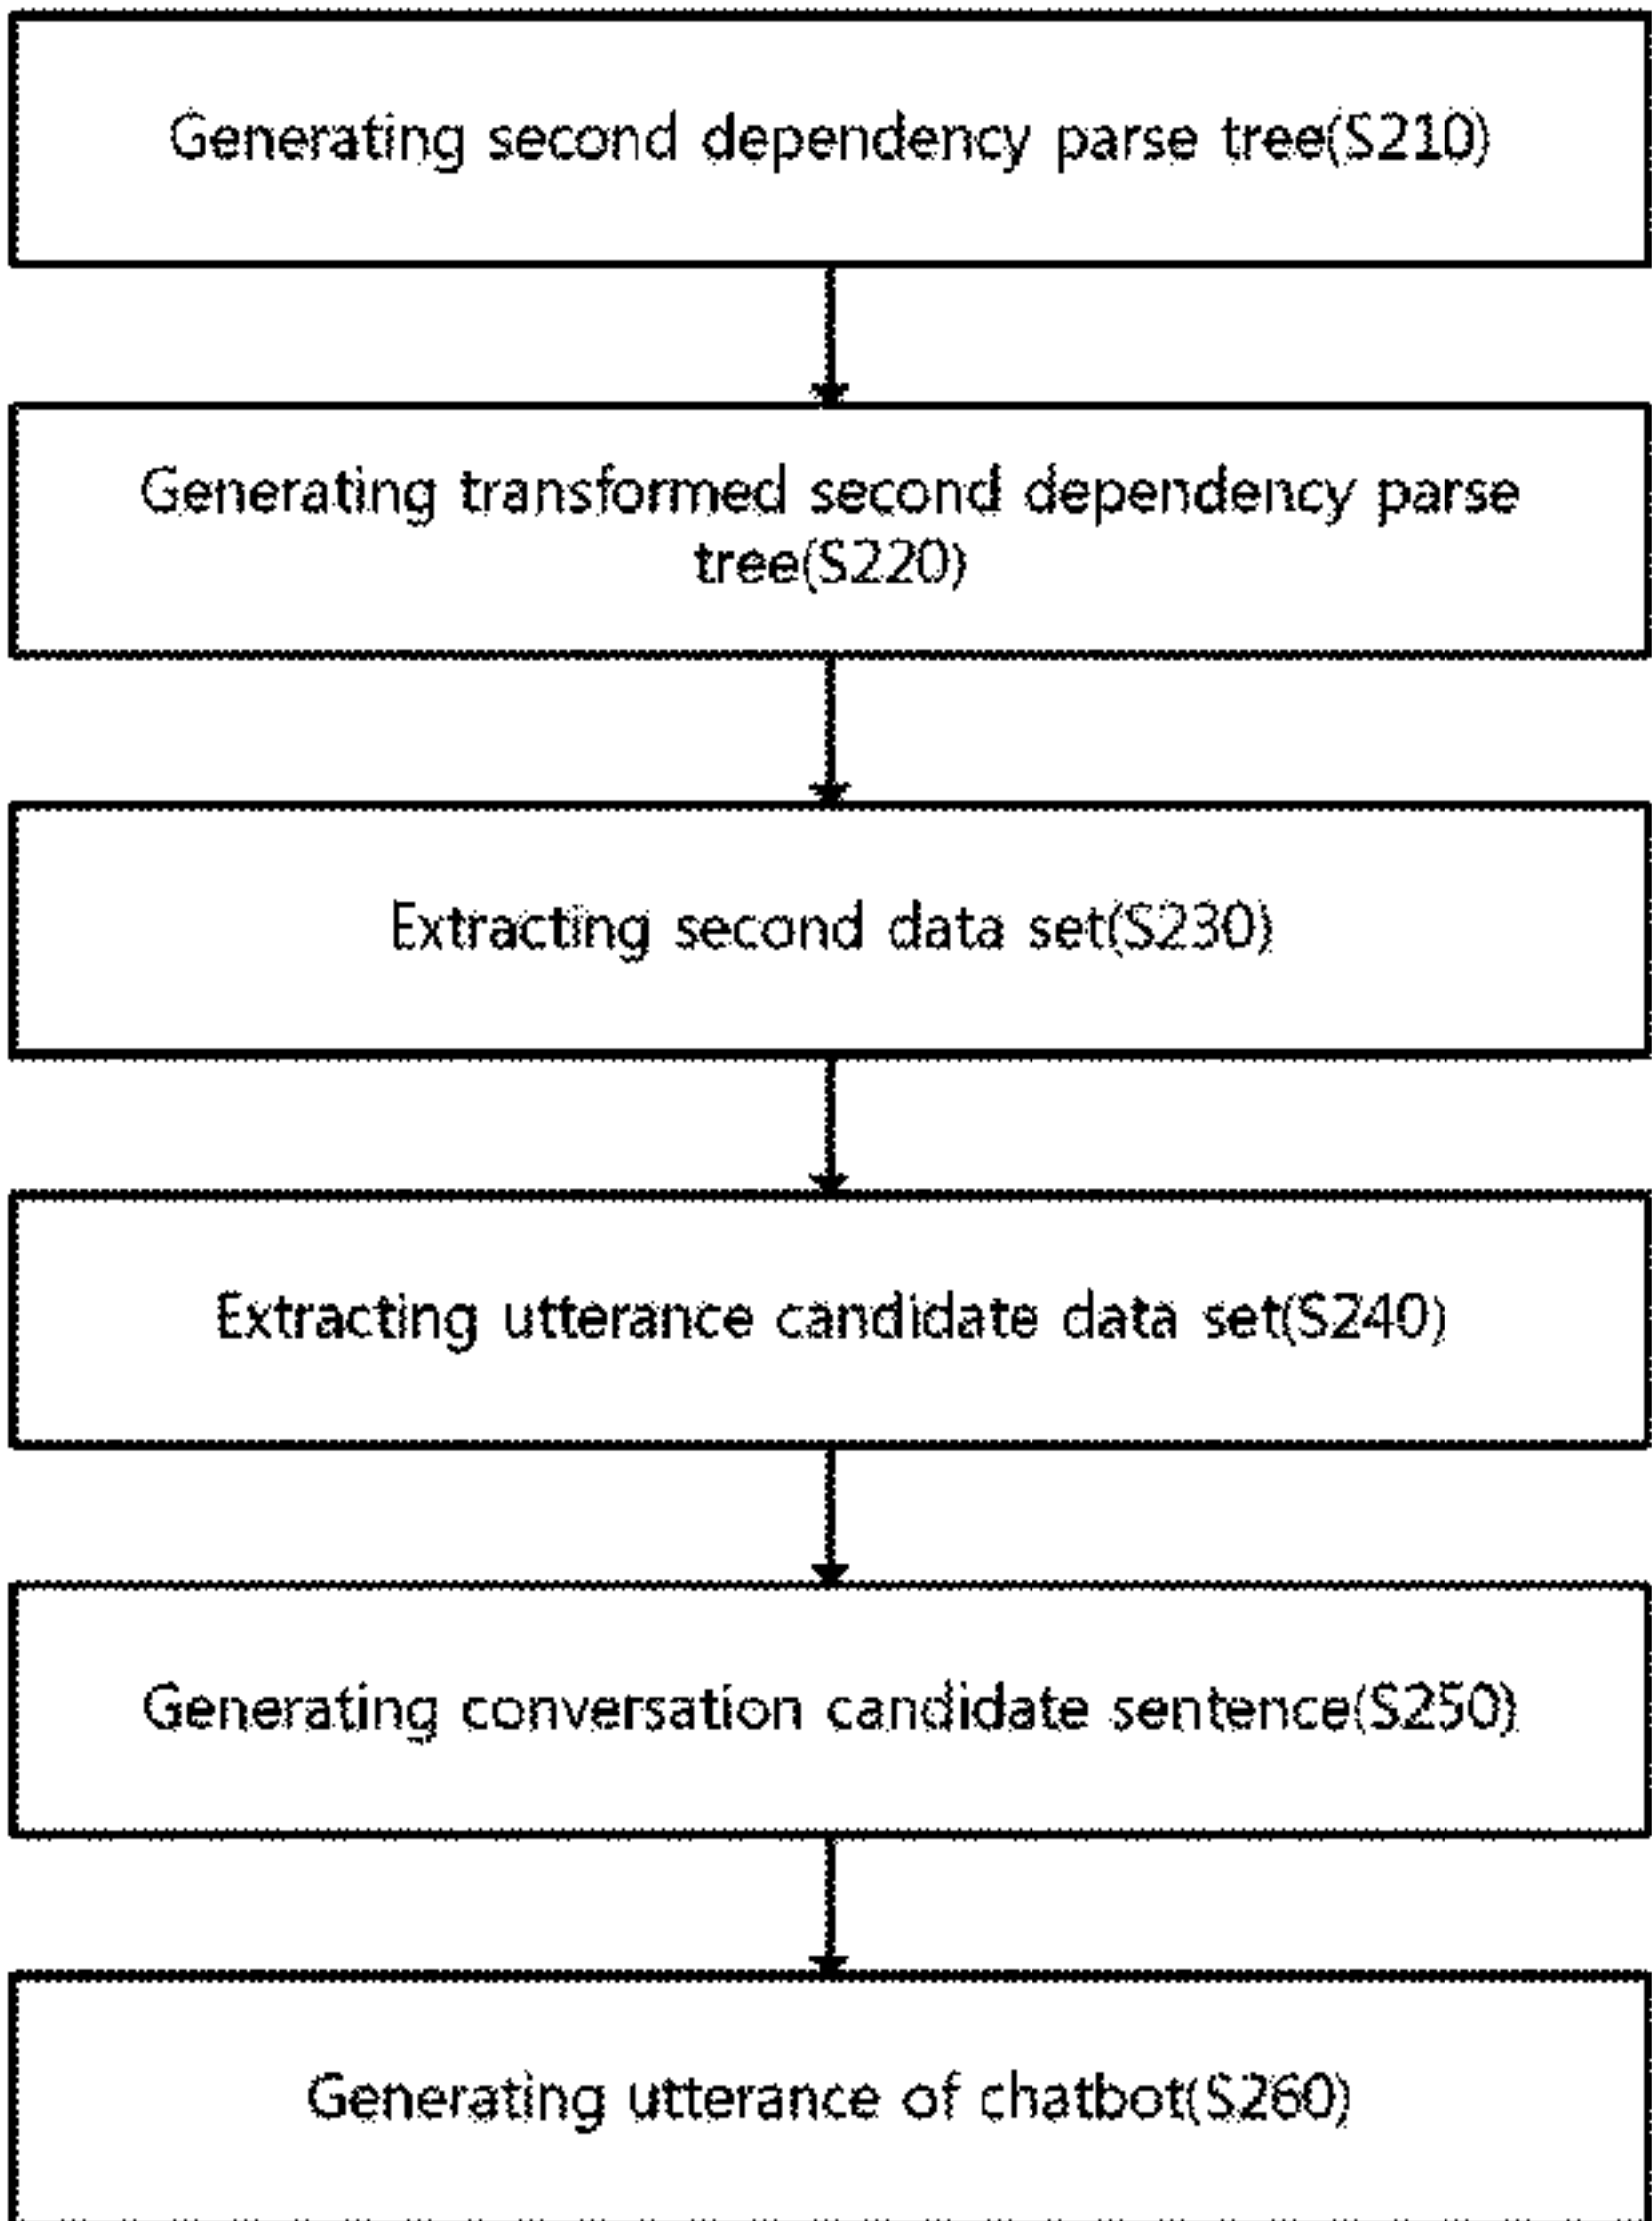 Generating second dependency parse tree(S210)
Generating transformed second dependency parse
tree(S220)
Extracting second data set(S230)
Extracting utterance candidate data set(S240)
Generating conversation candidate sentence(S250)
Generating utterance of chatbot(S260)